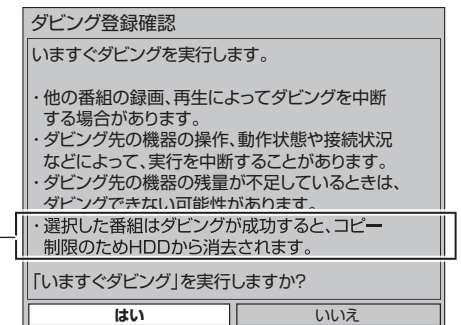 ダビング登録確認
いますぐダビングを実行します。
・他の番組の録画、再生によってダビングを中断
する場合があります。
・ダビング先の機器の操作、動作状態や接続状況
などによって、実行を中断することがあります。
・ダビング先の機器の残量が不足しているときは、
ダビングできない可能性があります。
・選択した番組はダビングが成功すると、コピー
制限のためHDDから消去されます。
「いますぐダビング」を実行しますか?
はい
いいえ